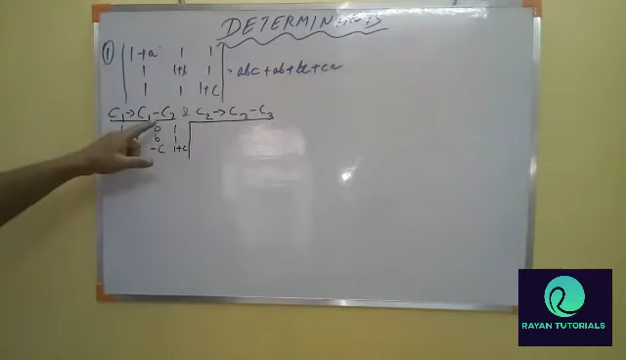 DETERMINANTS
① | 1+a 1 1 |
| 1 1+b 1 | = abc+ab+bc+ca
| 1 1 1+c |
C₁→C₁-C₂ & C₂→C₂-C₃
0 1
b 1
-c 1+c
RAYAN TUTORIALS